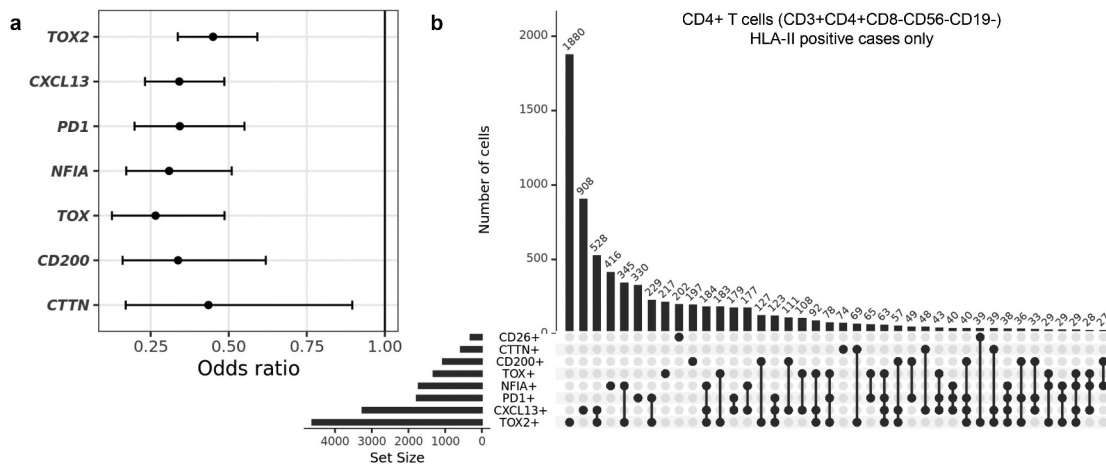 a
TOX2
CXCL13
PD1
NFIA
TOX
CD200
CTTN
0.25
0.50
0.75
1.00
Odds ratio
b
CD4+ T cells (CD3+CD4+CD8-CD56-CD19-)
HLA-II positive cases only
Number of cells
2000
1500
1000
500
0
1880
908
528
416
345
330
229
217
202
197
184
183
179
177
127
123
111
108
92
78
74
69
65
63
57
49
48
43
40
40
39
39
38
36
33
29
29
29
28
27
CD26+
CTTN+
CD200+
TOX+
NFIA+
PD1+
CXCL13+
TOX2+
4000 3000 2000 1000 0
Set Size